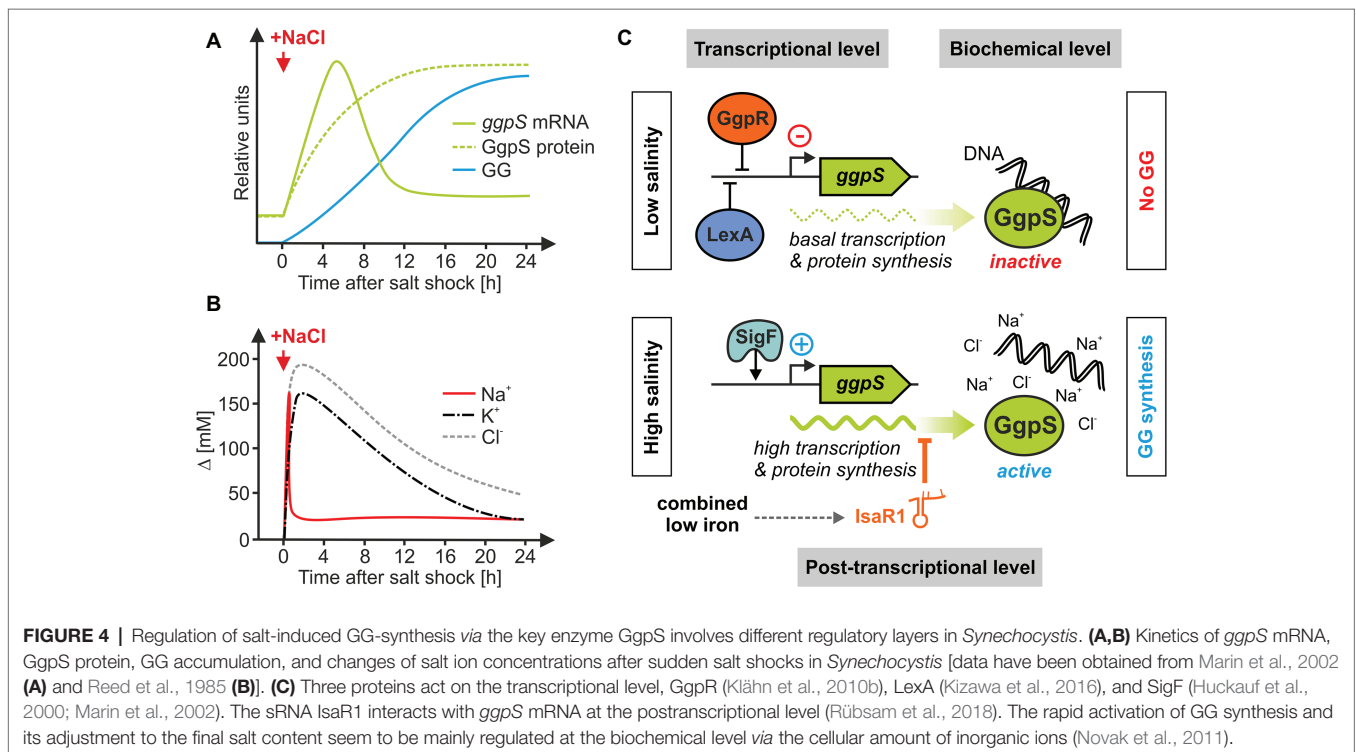 A
+NaCl
Relative units
ggpS mRNA
GgpS protein
GG
0 4 8 12 16 20 24
Time after salt shock [h]
B
+NaCl
Δ [mM]
200
150
100
50
0
Na⁺
K⁺
Cl⁻
0 4 8 12 16 20 24
Time after salt shock [h]
C
Transcriptional level
Biochemical level
Low salinity
GgpR
-
ggpS
LexA
basal transcription
& protein synthesis
DNA
GgpS
inactive
No GG
High salinity
SigF
+
ggpS
high transcription
& protein synthesis
combined
low iron
IsaR1
Na⁺
Cl⁻
Na⁺
Na⁺
Cl⁻
Na⁺
Cl⁻
GgpS
active
GG synthesis
Post-transcriptional level
FIGURE 4 | Regulation of salt-induced GG-synthesis via the key enzyme GgpS involves different regulatory layers in Synechocystis. (A,B) Kinetics of ggpS mRNA,
GgpS protein, GG accumulation, and changes of salt ion concentrations after sudden salt shocks in Synechocystis [data have been obtained from Marin et al., 2002
(A) and Reed et al., 1985 (B)]. (C) Three proteins act on the transcriptional level, GgpR (Klähn et al., 2010b), LexA (Kizawa et al., 2016), and SigF (Huckauf et al.,
2000; Marin et al., 2002). The sRNA IsaR1 interacts with ggpS mRNA at the postranscriptional level (Rübsam et al., 2018). The rapid activation of GG synthesis and
its adjustment to the final salt content seem to be mainly regulated at the biochemical level via the cellular amount of inorganic ions (Novak et al., 2011).